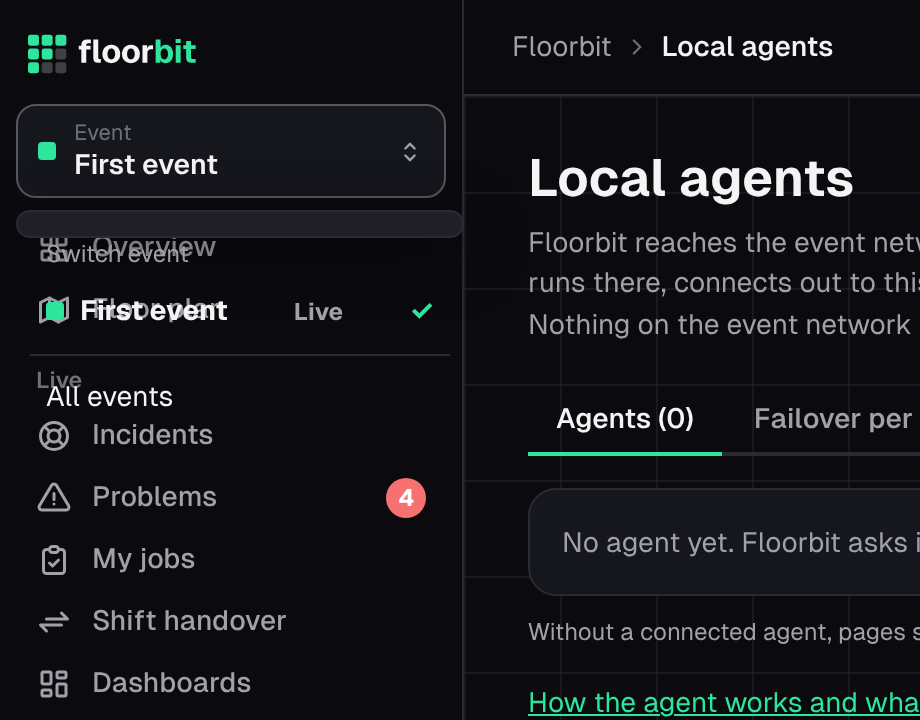 floorbit
Floorbit > Local agents
Event
First event
Overview
Switch event
Floor plan
First event Live
Live
All events
Incidents
Problems 4
My jobs
Shift handover
Dashboards
Local agents
Floorbit reaches the event
runs there, connects out to
Nothing on the event network
Agents (0) Failover per
No agent yet. Floorbit asks
Without a connected agent, pages
How the agent works and